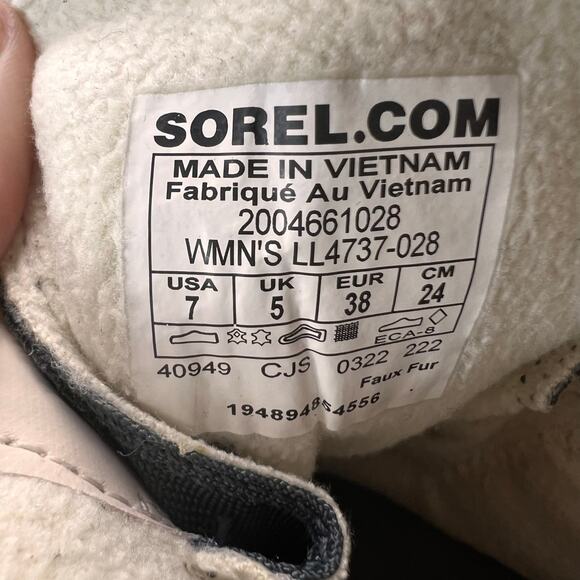 SOREL.COM
MADE IN VIETNAM
Fabriqué Au Vietnam
2004661028
WMN'S LL4737-028
USA UK EUR CM
7 5 38 24
ECA-8
40949 CJS 0322 222
Faux Fur